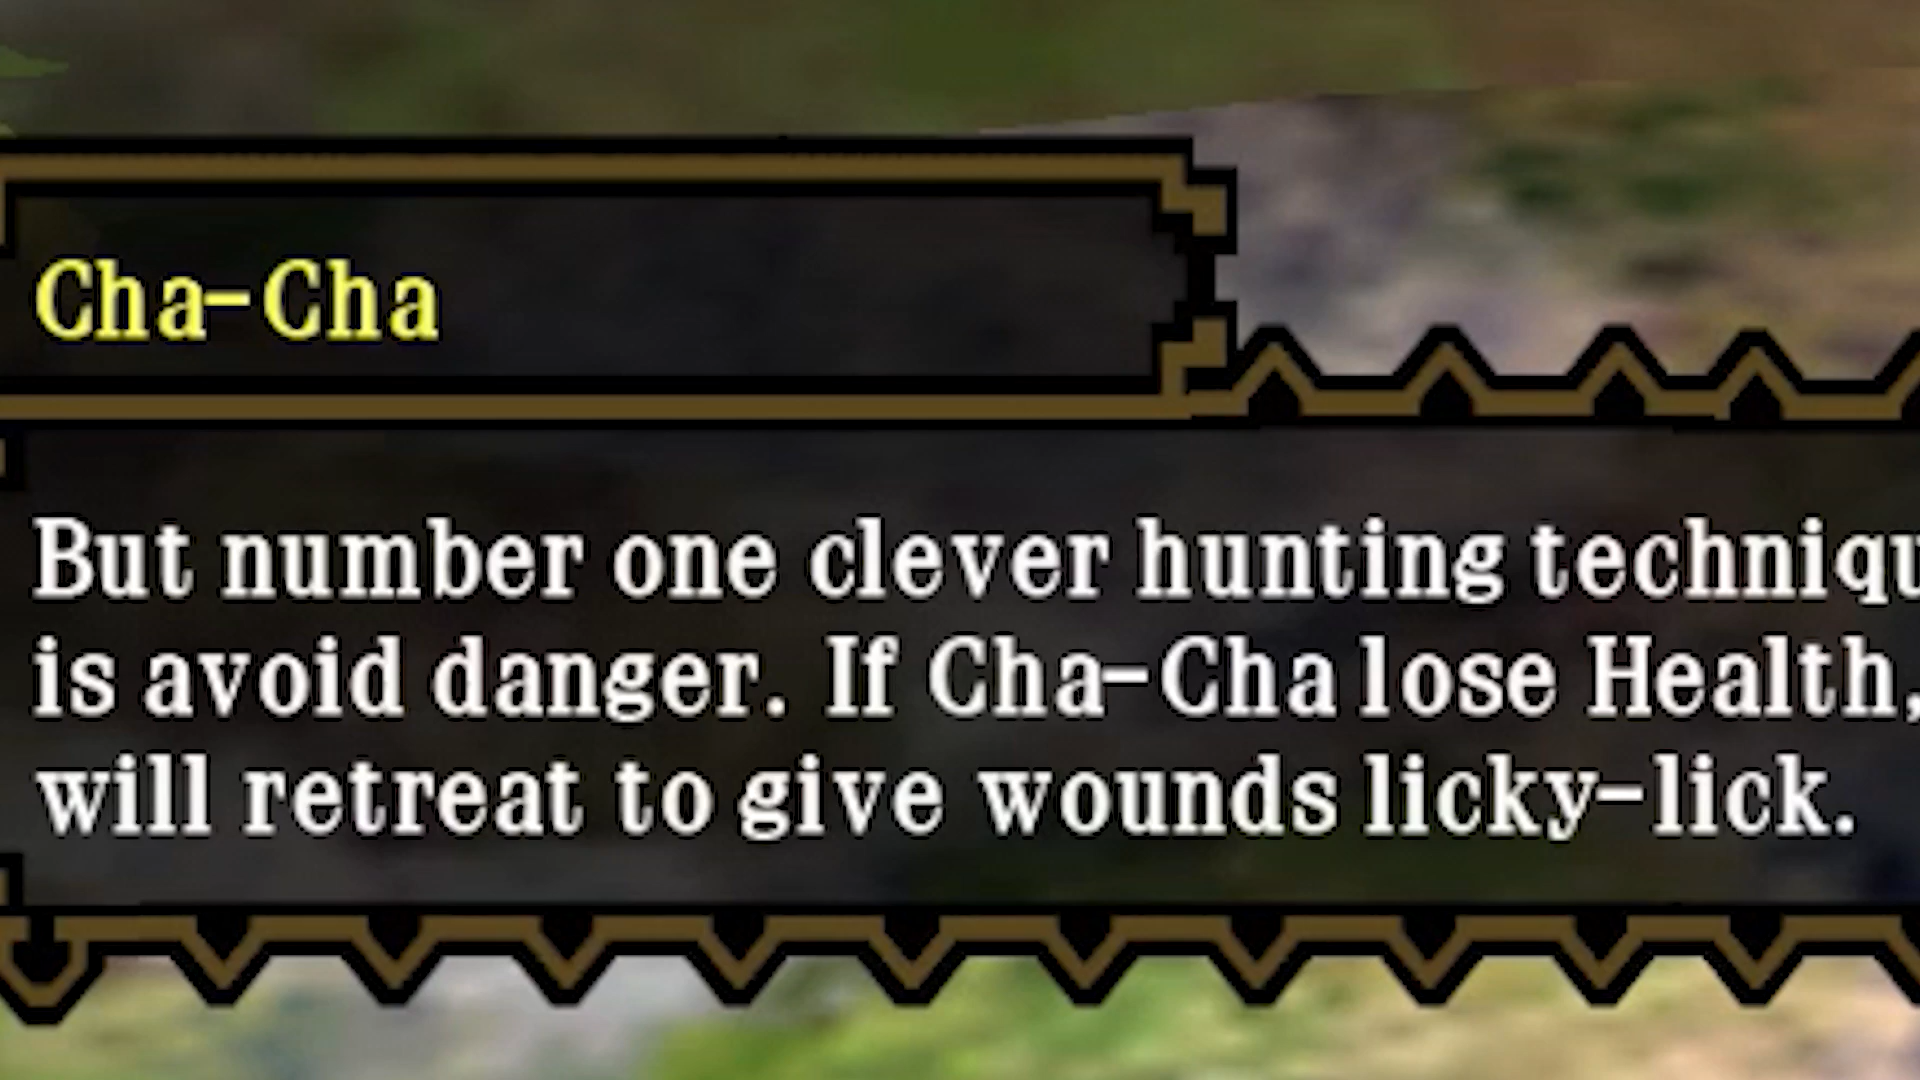 Cha-Cha
But number one clever hunting techniqu
is avoid danger. If Cha-Cha lose Health,
will retreat to give wounds licky-lick.